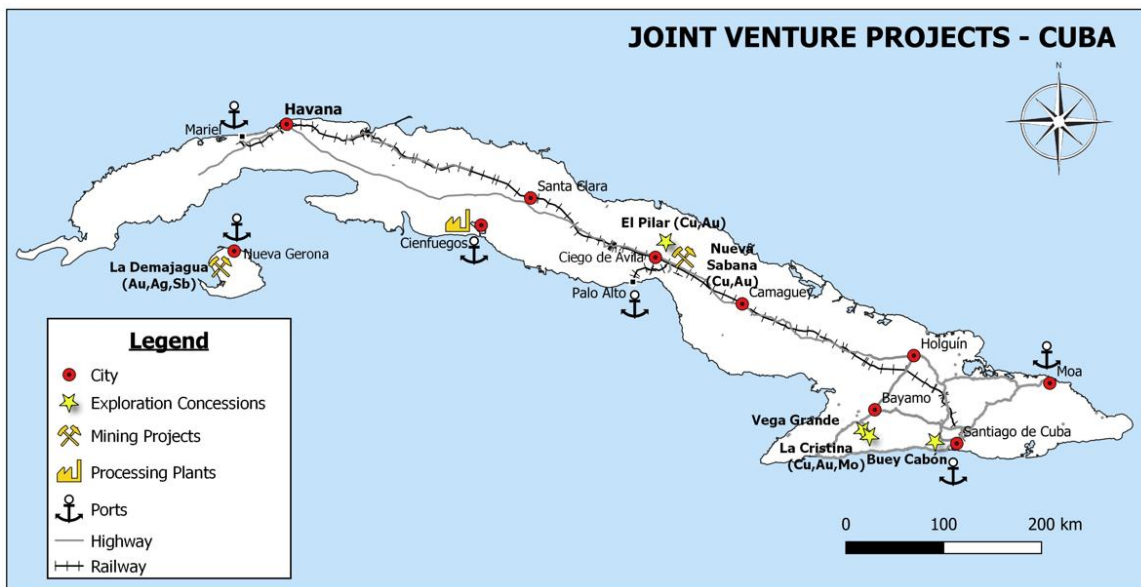 JOINT VENTURE PROJECTS - CUBA
N
Havana
Mariel
Santa Clara
El Pilar (Cu,Au)
Cienfuegos
Nueva
Sabana
(Cu,Au)
Ciego de Avila
Nueva Gerona
La Demajagua
(Au,Ag,Sb)
Palo Alto
Camaguey
Holguín
Moa
Bayamo
Vega Grande
Santiago de Cuba
La Cristina
(Cu,Au,Mo)
Buey Cabón
Legend
City
Exploration Concessions
Mining Projects
Processing Plants
Ports
Highway
Railway
0 100 200 km